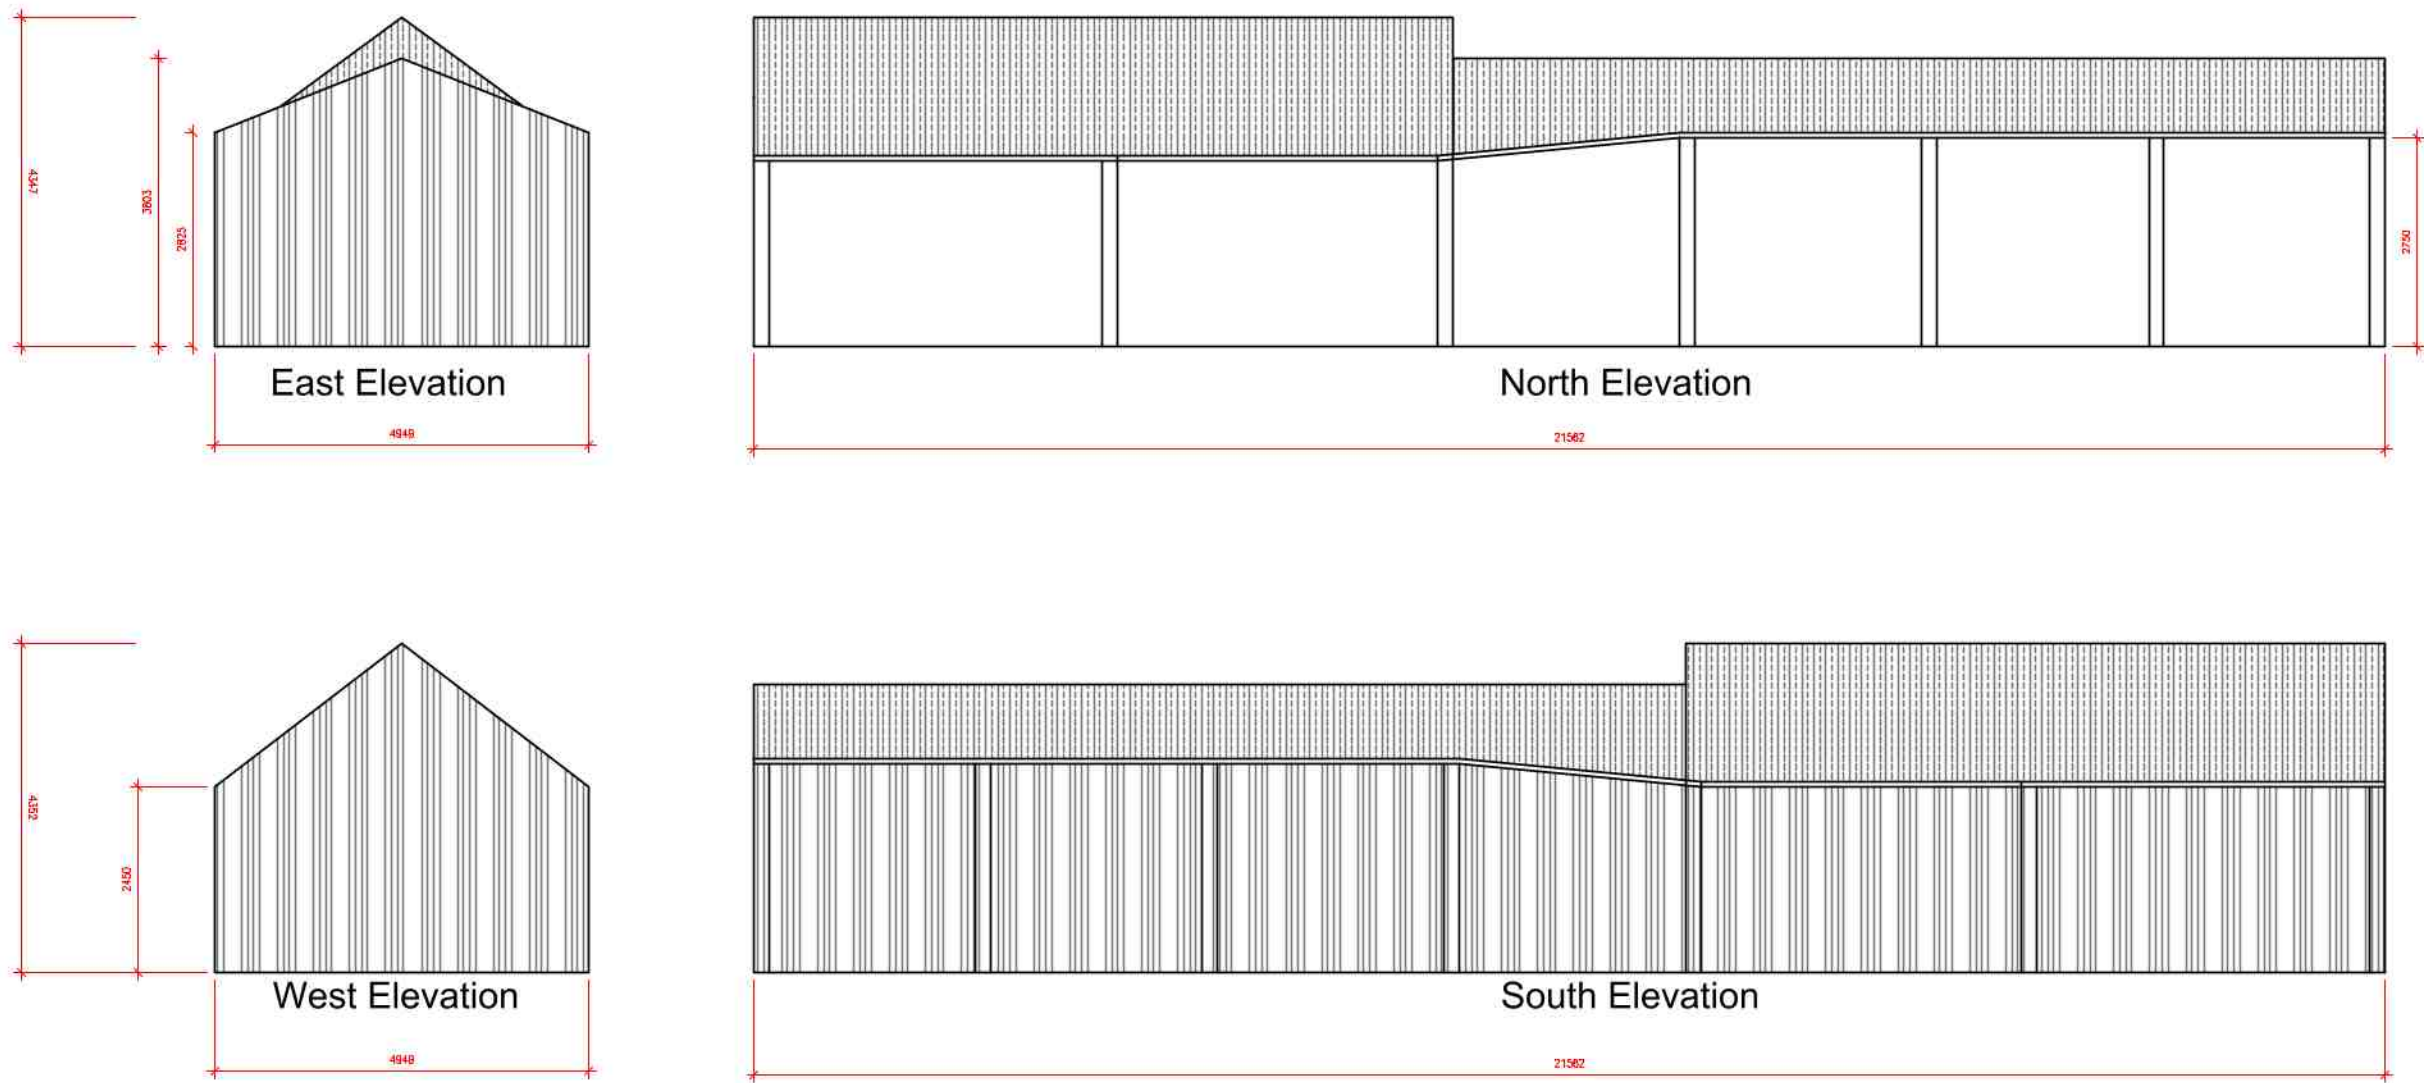 4347
3803
2825
2750
East Elevation
North Elevation
4949
21562
4352
2450
West Elevation
South Elevation
4949
21562